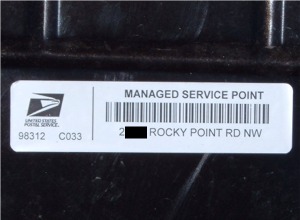 MANAGED SERVICE POINT
UNITED STATES
POSTAL SERVICE
98312 C033
2 ROCKY POINT RD NW